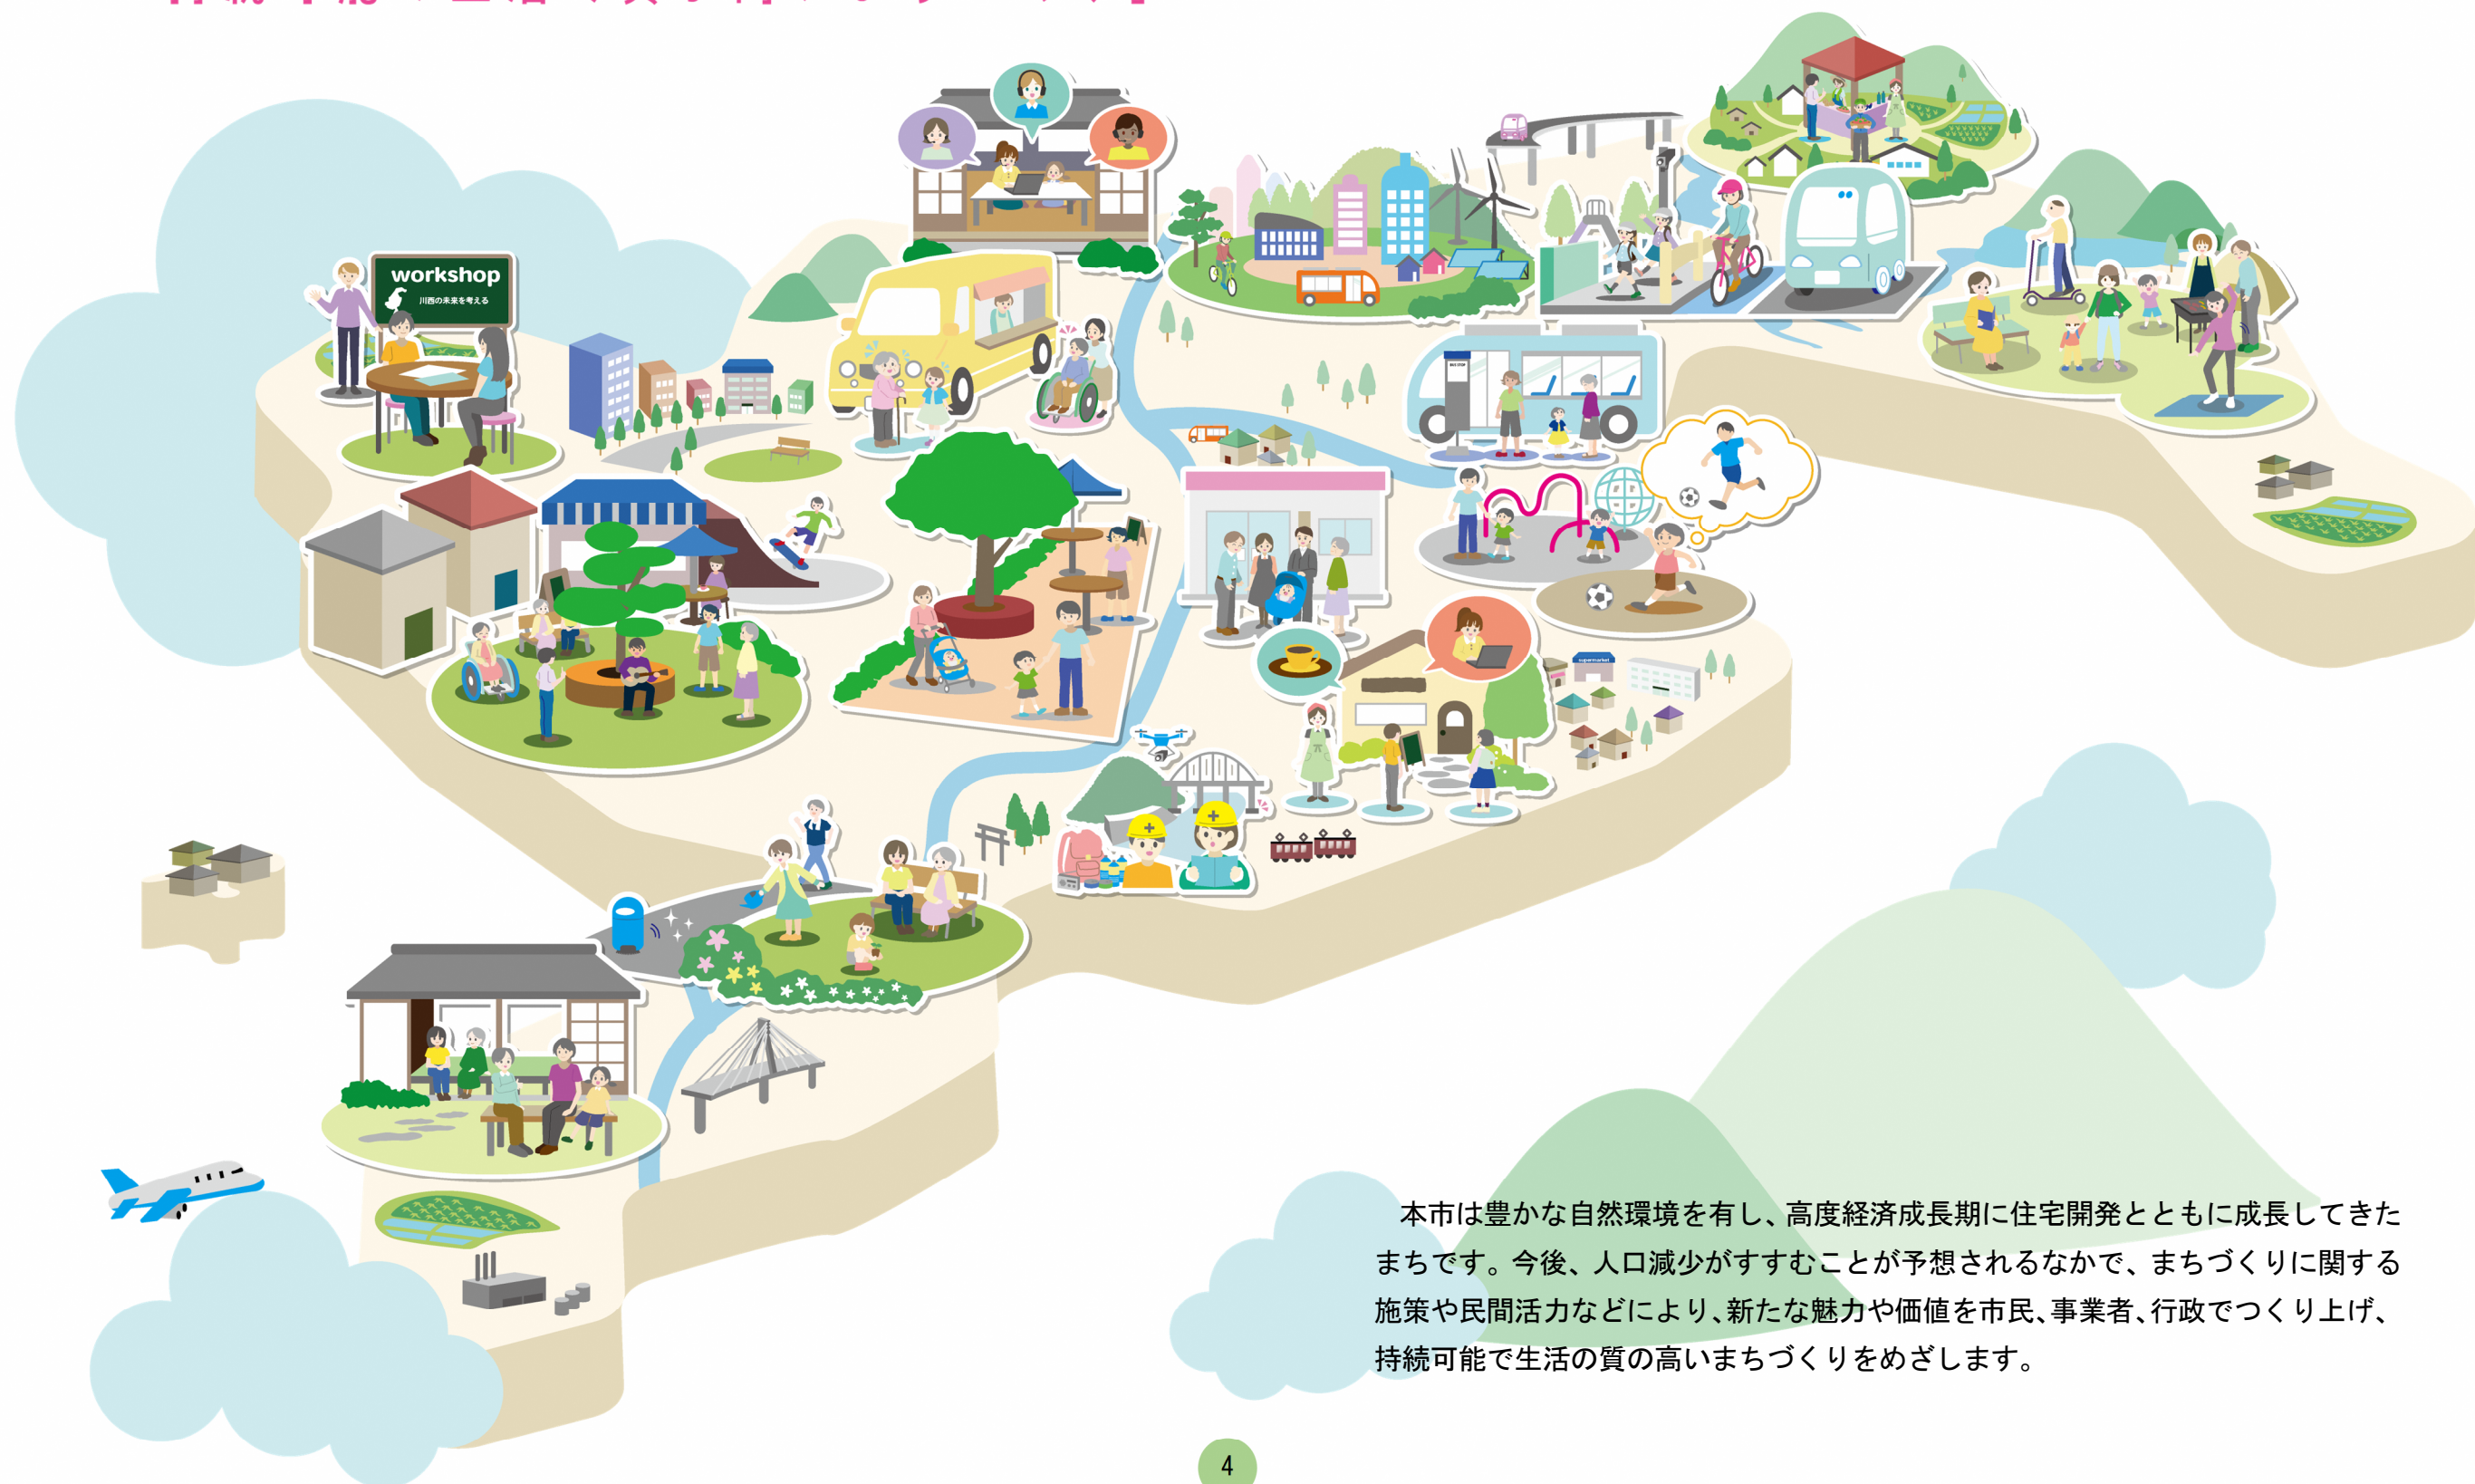 workshop
川西の未来を考える
BUS STOP
supermarket
本市は豊かな自然環境を有し、高度経済成長期に住宅開発とともに成長してきた
まちです。今後、人口減少がすすむことが予想されるなかで、まちづくりに関する
施策や民間活力などにより、新たな魅力や価値を市民、事業者、行政でつくり上げ、
持続可能で生活の質の高いまちづくりをめざします。
4